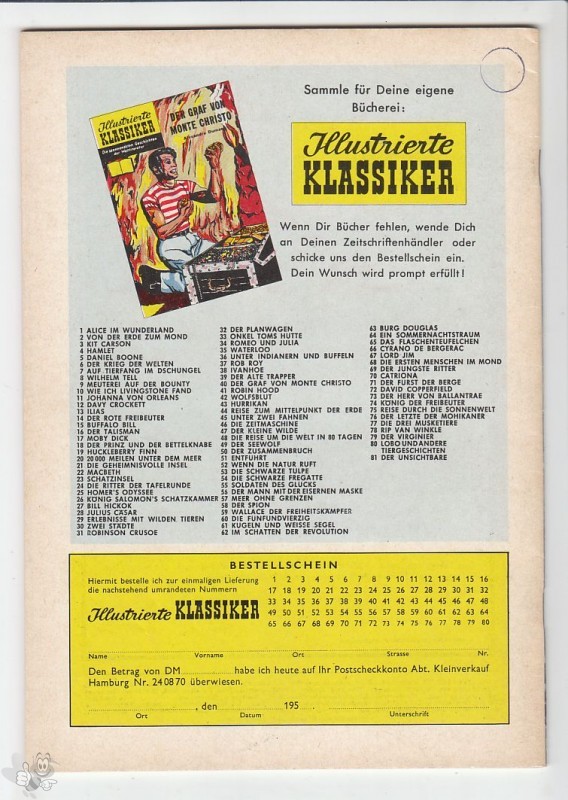 Sammle für Deine eigene
Bücherei:
Illustrierte
KLASSIKER
Illustrierte
KLASSIKER
DER GRAF VON
MONTE CHRISTO
Wenn Dir Bücher fehlen, wende Dich
an Deinen Zeitschriftenhändler oder
schicke uns den Bestellschein ein.
Dein Wunsch wird prompt erfüllt!
1 ALICE IM WUNDERLAND
2 VON DER ERDE ZUM MOND
3 KIT CARSON
4 HAMLET
5 DANIEL BOONE
6 DER KRIEG DER WELTEN
7 AUF TIERFANG IM DSCHUNGEL
8 WILHELM TELL
9 MEUTEREI AUF DER BOUNTY
10 WIE ICH LIVINGSTONE FAND
11 JOHANNA VON ORLEANS
12 DAVY CROCKETT
13 ILIAS
14 DER ROTE FREIBEUTER
15 BUFFALO BILL
16 DER TALISMAN
17 MOBY DICK
18 DER PRINZ UND DER BETTELKNABE
19 HUCKLEBERRY FINN
20 20000 MEILEN UNTER DEM MEER
21 DIE GEHEIMNISVOLLE INSEL
22 MACBETH
23 SCHATZINSEL
24 DIE RITTER DER TAFELRUNDE
25 HOMER'S ODYSSEE
26 KÖNIG SALOMON'S SCHATZKAMMER
27 BILL HICKOK
28 JULIUS CÄSAR
29 ERLEBNISSE MIT WILDEN TIEREN
30 ZWEI STÄDTE
31 ROBINSON CRUSOE
32 DER PLANWAGEN
33 ONKEL TOMS HUTTE
34 ROMEO UND JULIA
35 WATERLOO
36 UNTER INDIANERN UND BUFFELN
37 ROB ROY
38 IVANHOE
39 DER ALTE TRAPPER
40 DER GRAF VON MONTE CHRISTO
41 ROBIN HOOD
42 WOLFSBLUT
43 HURRIKAN
44 REISE ZUM MITTELPUNKT DER ERDE
45 UNTER ZWEI FAHNEN
46 DIE ZEITMASCHINE
47 DER KLEINE WILDE
48 DIE REISE UM DIE WELT IN 80 TAGEN
49 DER SEEWOLF
50 DER ZUSAMMENBRUCH
51 ENTFUHRT
52 WENN DIE NATUR RUFT
53 DIE SCHWARZE TULPE
54 DIE SCHWARZE FREGATTE
55 SOLDATEN DES GLUCKS
56 DER MANN MIT DER EISERNEN MASKE
57 MEER OHNE GRENZEN
58 DER SPION
59 WALLACE DER FREIHEITSKÄMPFER
60 DIE FUNFUNDVIERZIG
61 KUGELN UND WEISSE SEGEL
62 IM SCHATTEN DER REVOLUTION
63 BURG DOUGLAS
64 EIN SOMMERNACHTSTRAUM
65 DAS FLASCHENTEUFELCHEN
66 CYRANO DE BERGERAC
67 LORD JIM
68 DIE ERSTEN MENSCHEN IM MOND
69 DER JUNGSTE RITTER
70 CATRIONA
71 DER FURST DER BERGE
72 DAVID COPPERFIELD
73 DER HERR VON BALLANTRAE
74 KÖNIG DER FREIBEUTER
75 REISE DURCH DIE SONNENWELT
76 DER LETZTE DER MOHIKANER
77 DIE DREI MUSKETIERE
78 RIP VAN WINKLE
79 DER VIRGINIER
80 LOBO UND ANDERE
TIERGESCHICHTEN
81 DER UNSICHTBARE
BESTELLSCHEIN
Hiermit bestelle ich zur einmaligen Lieferung
die nachstehend umrandeten Nummern
Illustrierte KLASSIKER
1 2 3 4 5 6 7 8 9 10 11 12 13 14 15 16
17 18 19 20 21 22 23 24 25 26 27 28 29 30 31 32
33 34 35 36 37 38 39 40 41 42 43 44 45 46 47 48
49 50 51 52 53 54 55 56 57 58 59 60 61 62 63 64
65 66 67 68 69 70 71 72 73 74 75 76 77 78 79 80
Name Vorname Ort Strasse Nr.
Den Betrag von DM habe ich heute auf Ihr Postscheckkonto Abt. Kleinverkauf
Hamburg Nr. 240870 überwiesen.
, den 195 .
Ort Datum Unterschrift